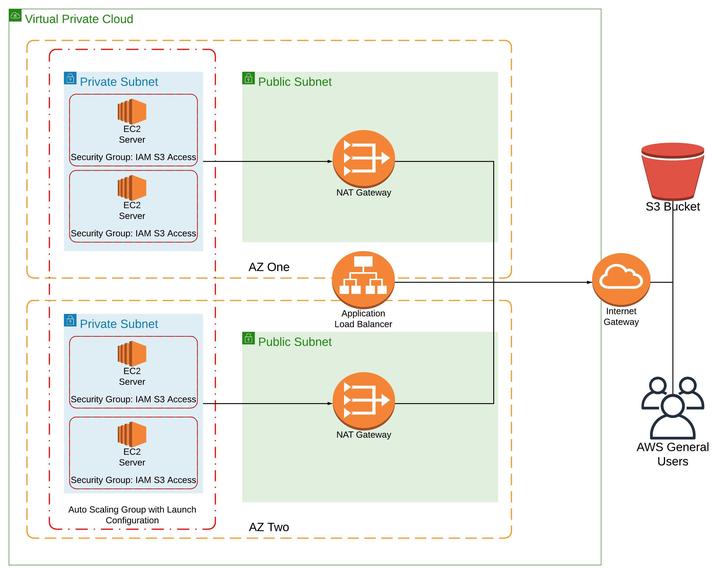 Virtual Private Cloud
Private Subnet
EC2
Server
Security Group: IAM S3 Access
EC2
Server
Security Group: IAM S3 Access
Public Subnet
NAT Gateway
AZ One
Application
Load Balancer
Private Subnet
EC2
Server
Security Group: IAM S3 Access
EC2
Server
Security Group: IAM S3 Access
Auto Scaling Group with Launch
Configuration
Public Subnet
NAT Gateway
AZ Two
Internet
Gateway
S3 Bucket
AWS General
Users